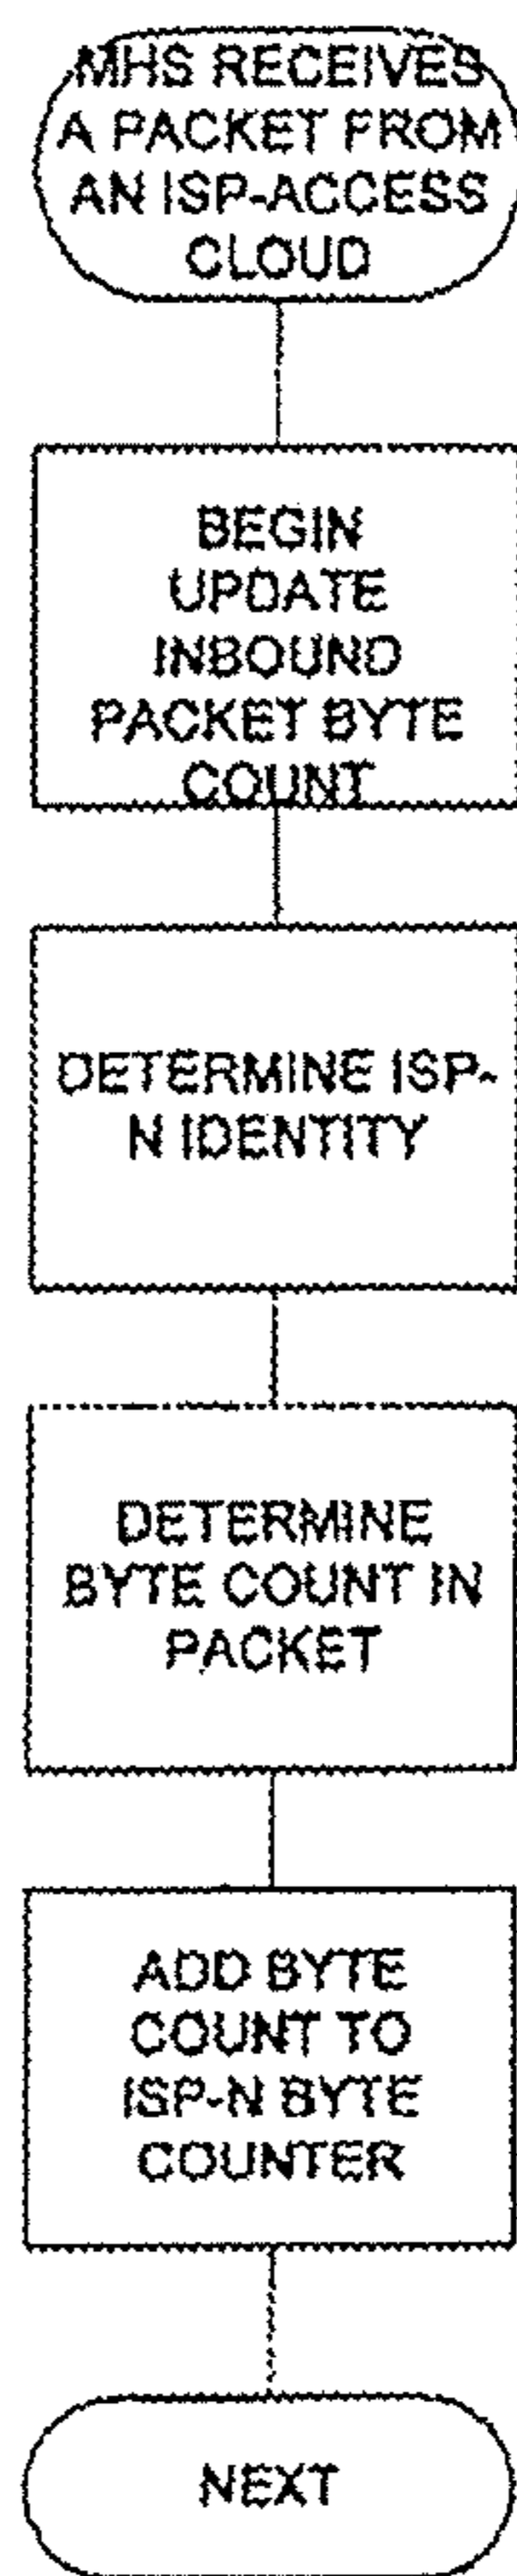 MHS RECEIVES
A PACKET FROM
AN ISP-ACCESS
CLOUD
BEGIN
UPDATE
INBOUND
PACKET BYTE
COUNT
DETERMINE ISP-
N IDENTITY
DETERMINE
BYTE COUNT IN
PACKET
ADD BYTE
COUNT TO
ISP-N BYTE
COUNTER
NEXT